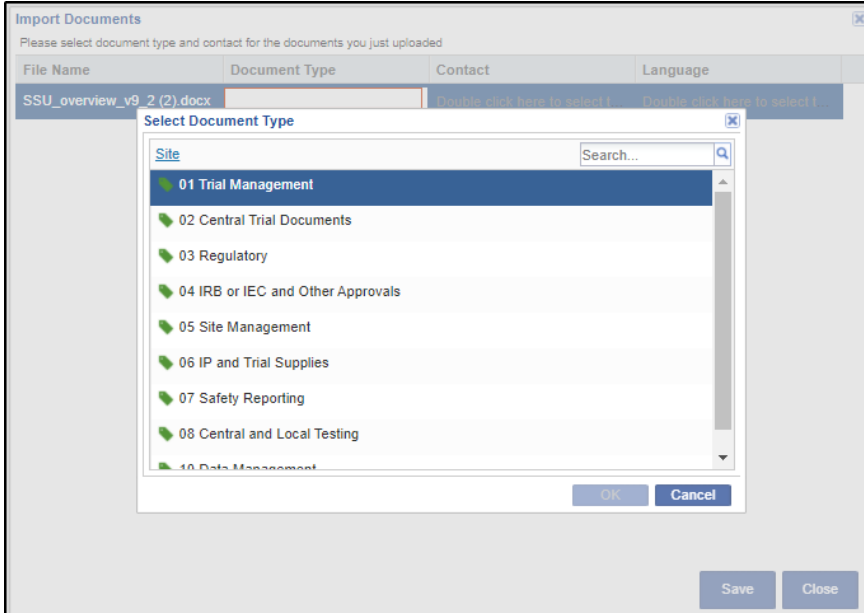 Import Documents
Please select document type and contact for the documents you just uploaded
File Name Document Type Contact Language
SSU_overview_v9_2 (2).docx Double click here to select t ... Double click here to select t ...
Select Document Type
Site Search...
01 Trial Management
02 Central Trial Documents
03 Regulatory
04 IRB or IEC and Other Approvals
05 Site Management
06 IP and Trial Supplies
07 Safety Reporting
08 Central and Local Testing
10 Data Management
OK Cancel
Save Close